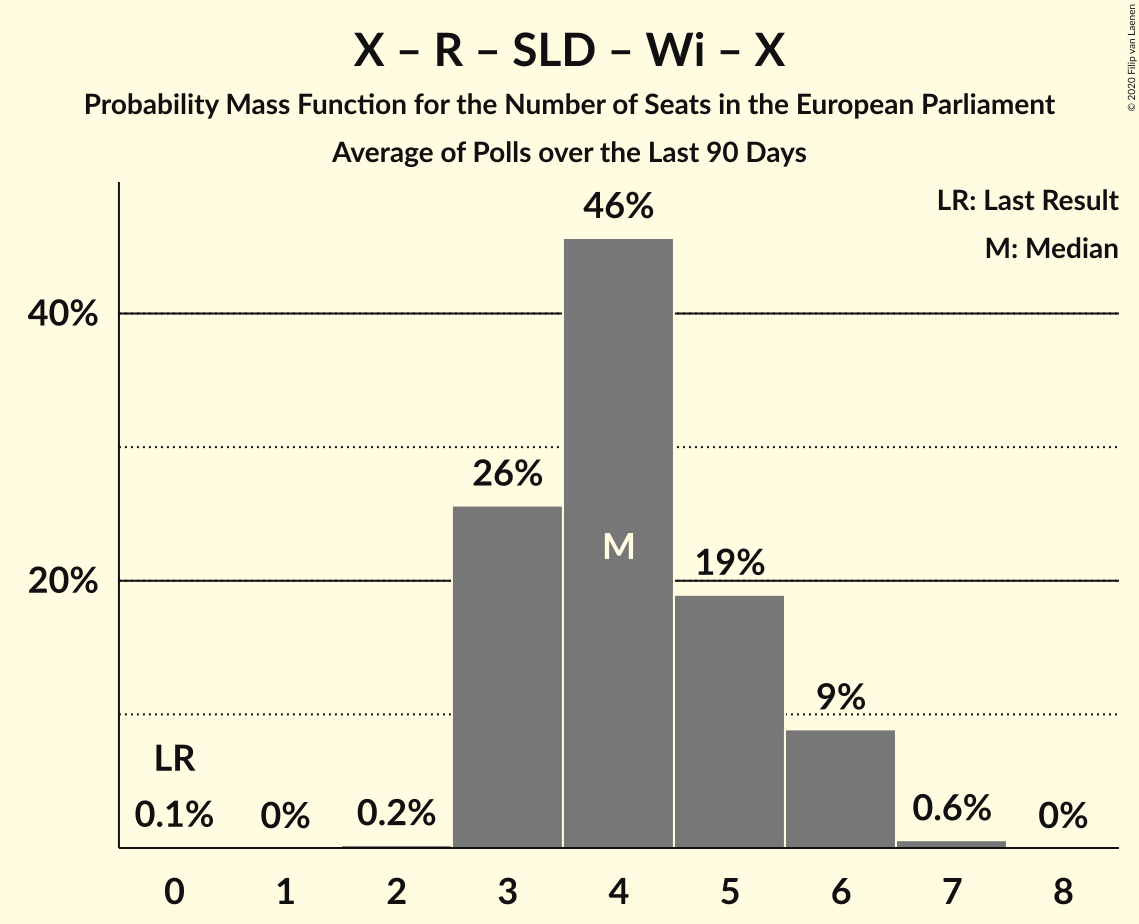 X – R – SLD – Wi – X
Probability Mass Function for the Number of Seats in the European Parliament
Average of Polls over the Last 90 Days
© 2020 Filip van Laenen
LR: Last Result
M: Median
46%
40%
26%
M
19%
20%
9%
LR
0.1%
0%
0.2%
0.6%
0%
0 1 2 3 4 5 6 7 8